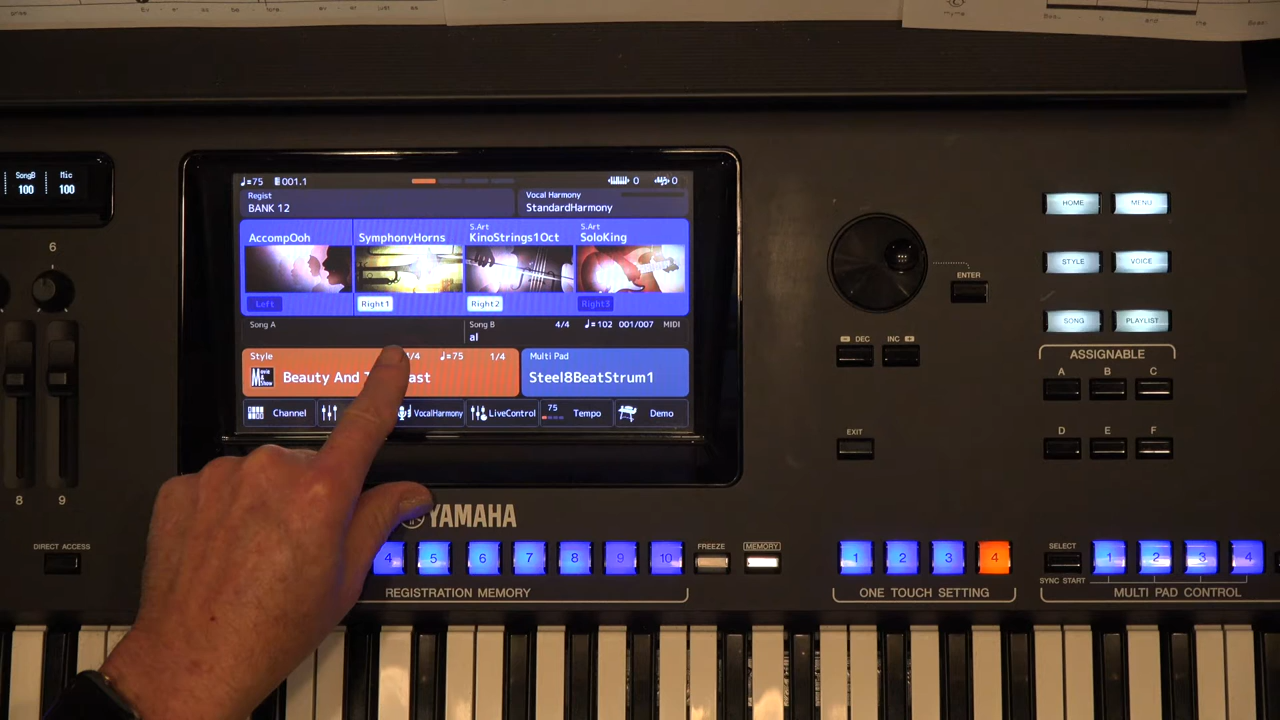 SongB
Mic
100
100
6
8
9
DIRECT ACCESS
♩=75 001.1
0
0
Regist
BANK 12
Vocal Harmony
StandardHarmony
AccompOoh
SymphonyHorns
S.Art
KinoStrings1Oct
S.Art
SoloKing
Left
Right1
Right2
Right3
Song A
Song B 4/4 ♩=102 001/007 MIDI
al
Style /4 ♩=75 1/4
Beauty And
Multi Pad
Steel8BeatStrum1
Channel
VocalHarmony
LiveControl
75
Tempo
Demo
YAMAHA
4 5 6 7 8 9 10
REGISTRATION MEMORY
FREEZE
MEMORY
ENTER
DEC
INC
EXIT
HOME
MENU
STYLE
VOICE
SONG
PLAYLIST
ASSIGNABLE
A B C
D E F
1 2 3 4
ONE TOUCH SETTING
SELECT
SYNC START
1 2 3 4
MULTI PAD CONTROL